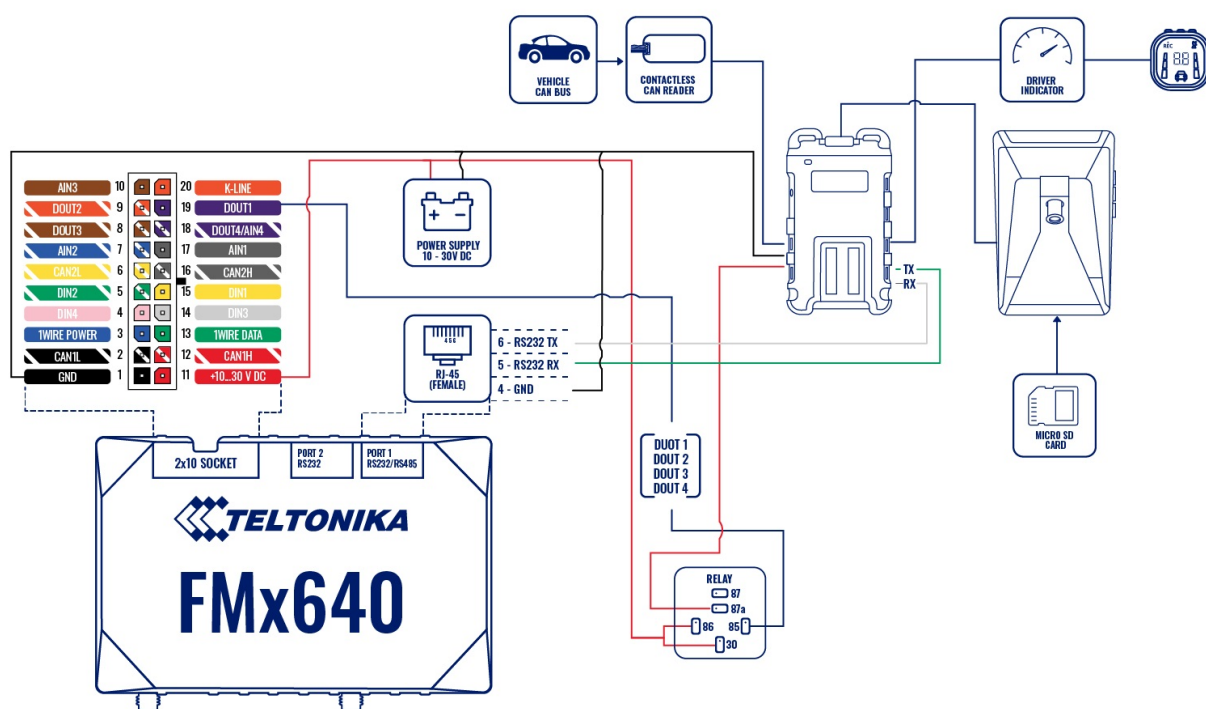 VEHICLE
CAN BUS
CONTACTLESS
CAN READER
DRIVER
INDICATOR
REC
88
AIN3 10 20 K-LINE
DOUT2 9 19 DOUT1
DOUT3 8 18 DOUT4/AIN4
AIN2 7 17 AIN1
CAN2L 6 16 CAN2H
DIN2 5 15 DIN1
DIN4 4 14 DIN3
1WIRE POWER 3 13 1WIRE DATA
CAN1L 2 12 CAN1H
GND 1 11 +10...30 V DC
+ -
POWER SUPPLY
10 - 30V DC
TX
RX
456
RJ-45
(FEMALE)
6 - RS232 TX
5 - RS232 RX
4 - GND
MICRO SD
CARD
2x10 SOCKET
PORT 2
RS232
PORT 1
RS232/RS485
DUOT 1
DOUT 2
DOUT 3
DOUT 4
TELTONIKA
FMx640
RELAY
87
87a
86 85
30